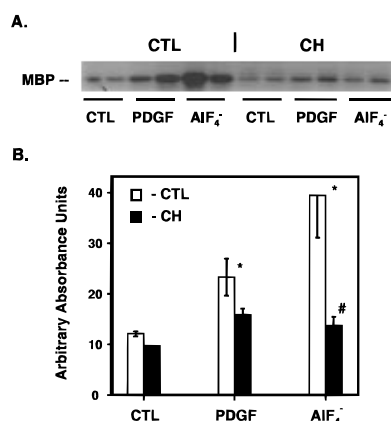 A.
CTL | CH
MBP --
CTL PDGF AlF4- CTL PDGF AlF4-
B.
Arbitrary Absorbance Units
40
30
20
10
0
- CTL
- CH
*
*
#
CTL PDGF AlF4-